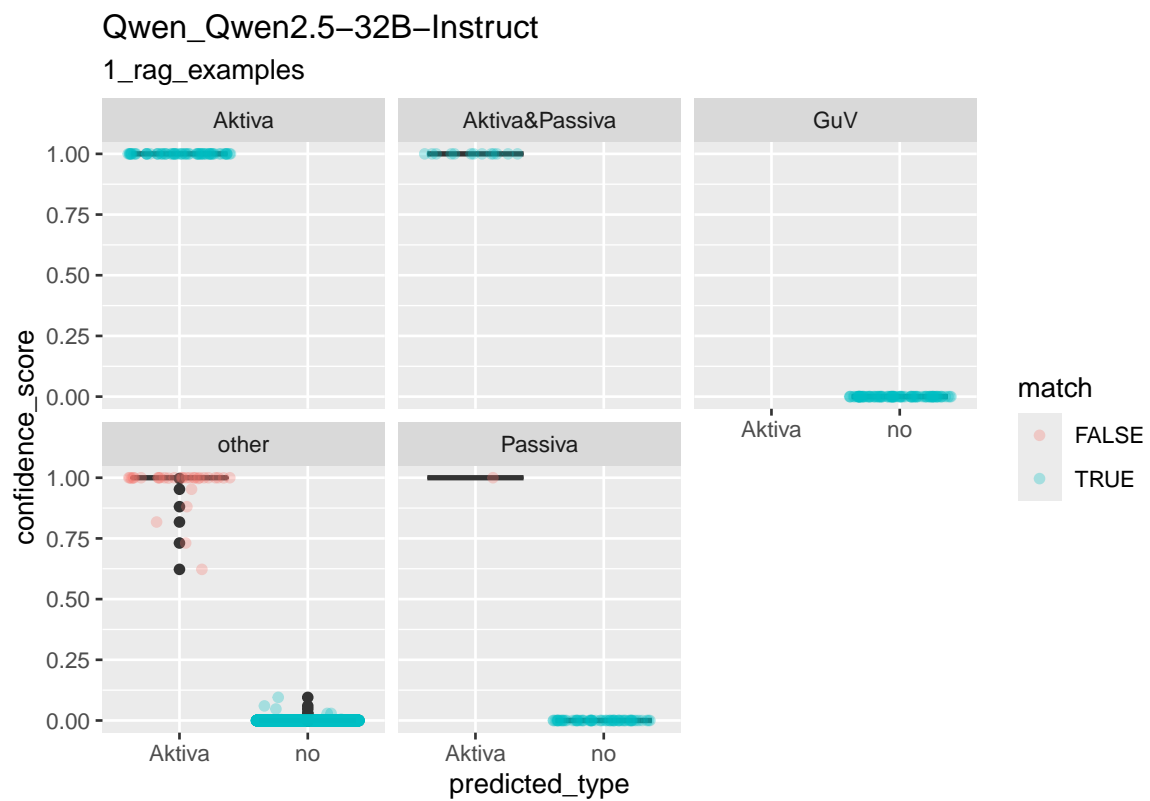 Qwen_Qwen2.5−32B−Instruct
1_rag_examples
Aktiva
Aktiva&Passiva
GuV
1.00
0.75
0.50
0.25
0.00
Aktiva
no
other
Passiva
1.00
0.75
0.50
0.25
0.00
Aktiva
no
Aktiva
no
predicted_type
confidence_score
match
FALSE
TRUE